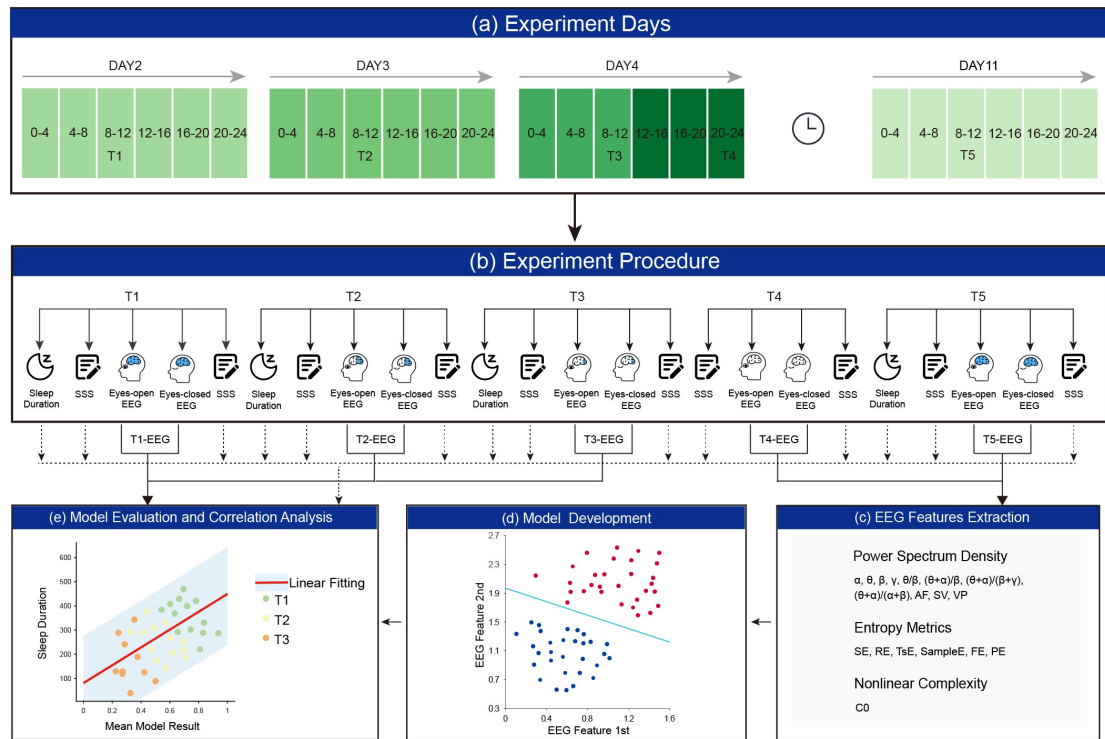 (a) Experiment Days
DAY2 DAY3 DAY4 DAY11
0-4 4-8 8-12 12-16 16-20 20-24 0-4 4-8 8-12 12-16 16-20 20-24 0-4 4-8 8-12 12-16 16-20 20-24 0-4 4-8 8-12 12-16 16-20 20-24
T1 T2 T3 T4 T5
(b) Experiment Procedure
T1 T2 T3 T4 T5
Sleep Duration SSS Eyes-open EEG Eyes-closed EEG SSS
Sleep Duration SSS Eyes-open EEG Eyes-closed EEG SSS
Sleep Duration SSS Eyes-open EEG Eyes-closed EEG SSS
SSS Eyes-open EEG Eyes-closed EEG SSS
Sleep Duration SSS Eyes-open EEG Eyes-closed EEG SSS
T1-EEG T2-EEG T3-EEG T4-EEG T5-EEG
(e) Model Evaluation and Correlation Analysis
Sleep Duration
600
500
400
300
200
100
0 0.2 0.4 0.6 0.8 1
Mean Model Result
Linear Fitting
T1
T2
T3
(d) Model Development
EEG Feature 2nd
2.7
2.4
2.1
1.8
1.5
1.5
0.9
0.6
0.3
0 0.4 0.8 1.2 1.6
EEG Feature 1st
(c) EEG Features Extraction
Power Spectrum Density
α, θ, β, γ, θ/β, (θ+α)/β, (θ+α)/(β+γ),
(θ+α)/(α+β), AF, SV, VP
Entropy Metrics
SE, RE, TsE, SampleE, FE, PE
Nonlinear Complexity
C0